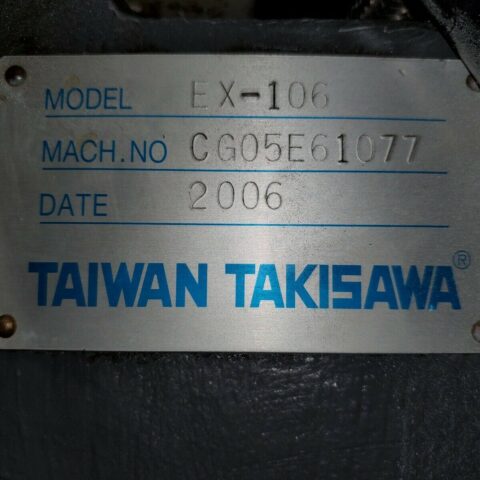 MODEL EX-106
MACH.NO CG05E61077
DATE 2006
TAIWAN TAKISAWA®